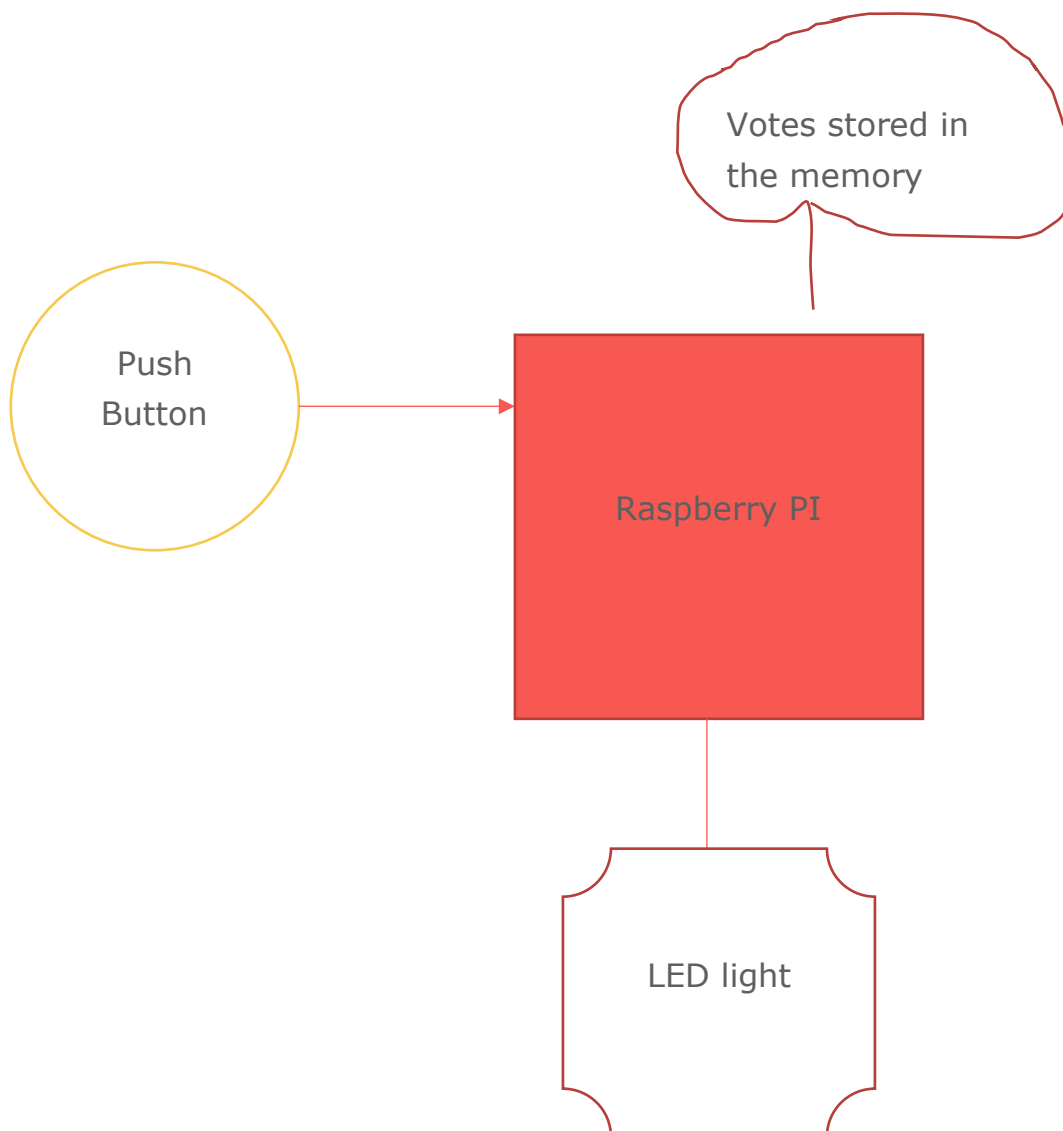 Votes stored in
the memory
Push
Button
Raspberry PI
LED light